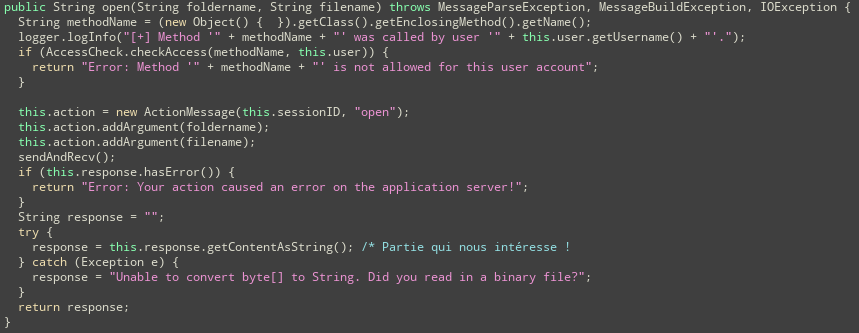 public String open(String foldername, String filename) throws MessageParseException, MessageBuildException, IOException {
  String methodName = (new Object() {  }).getClass().getEnclosingMethod().getName();
  logger.logInfo("[+] Method '" + methodName + "' was called by user '" + this.user.getUsername() + "'.");
  if (AccessCheck.checkAccess(methodName, this.user)) {
    return "Error: Method '" + methodName + "' is not allowed for this user account";
  }

  this.action = new ActionMessage(this.sessionID, "open");
  this.action.addArgument(foldername);
  this.action.addArgument(filename);
  sendAndRecv();
  if (this.response.hasError()) {
    return "Error: Your action caused an error on the application server!";
  }
  String response = "";
  try {
    response = this.response.getContentAsString(); /* Partie qui nous intéresse !
  } catch (Exception e) {
    response = "Unable to convert byte[] to String. Did you read in a binary file?";
  }
  return response;
}